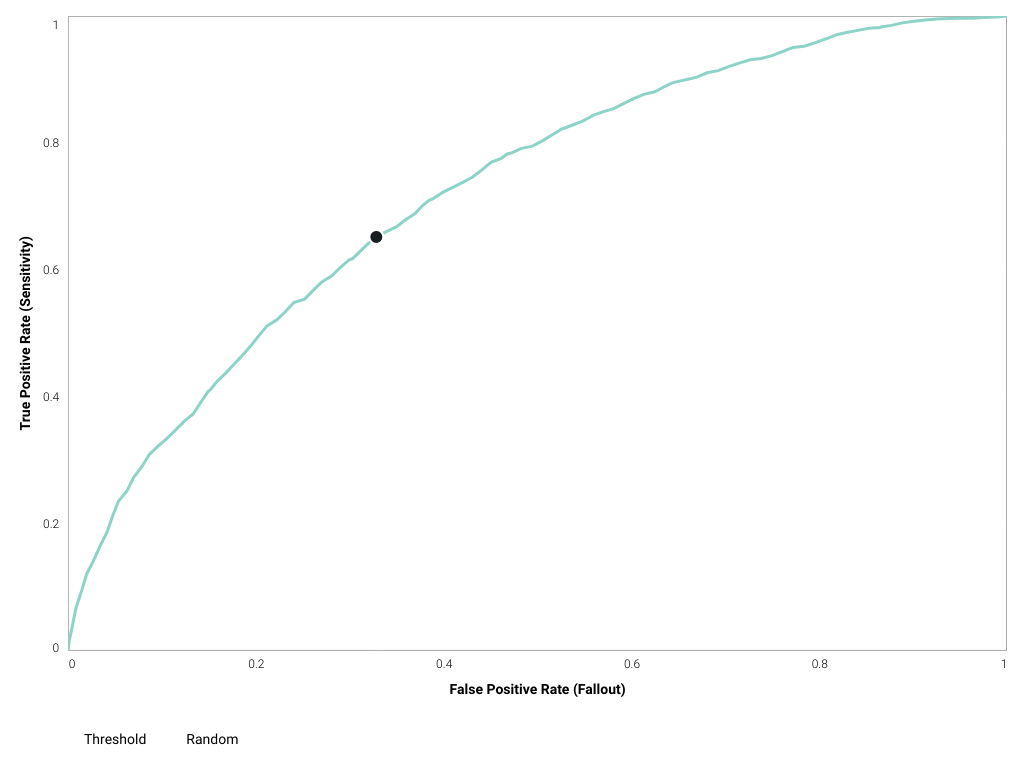 1
0.8
0.6
0.4
0.2
0
True Positive Rate (Sensitivity)
0 0.2 0.4 0.6 0.8 1
False Positive Rate (Fallout)
Threshold Random